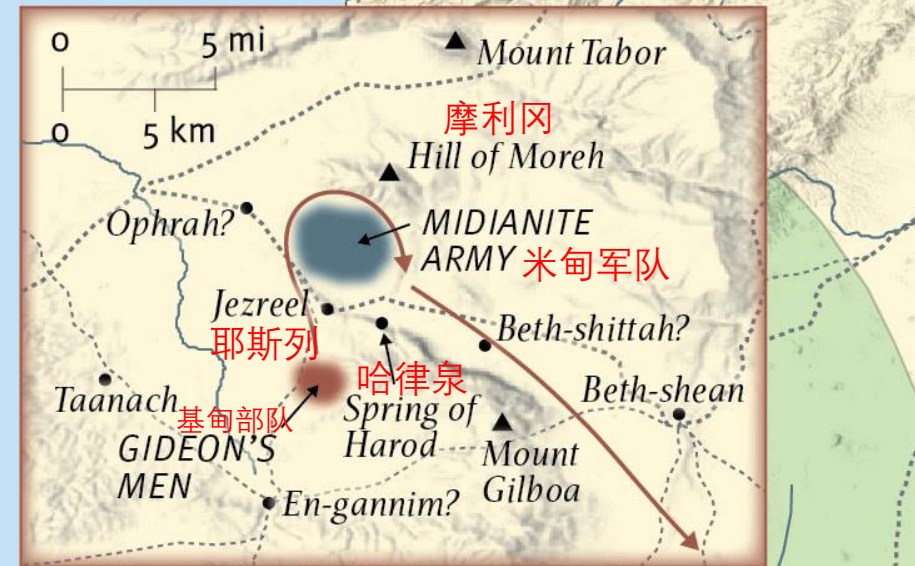 0 5 mi
0 5 km
Mount Tabor
摩利冈
Hill of Moreh
Ophrah?
MIDIANITE
ARMY 米甸军队
Jezreel
耶斯列
Beth-shittah?
哈律泉
Spring of
Harod
Beth-shean
Taanach
基甸部队
GIDEON'S
MEN
Mount
Gilboa
En-gannim?